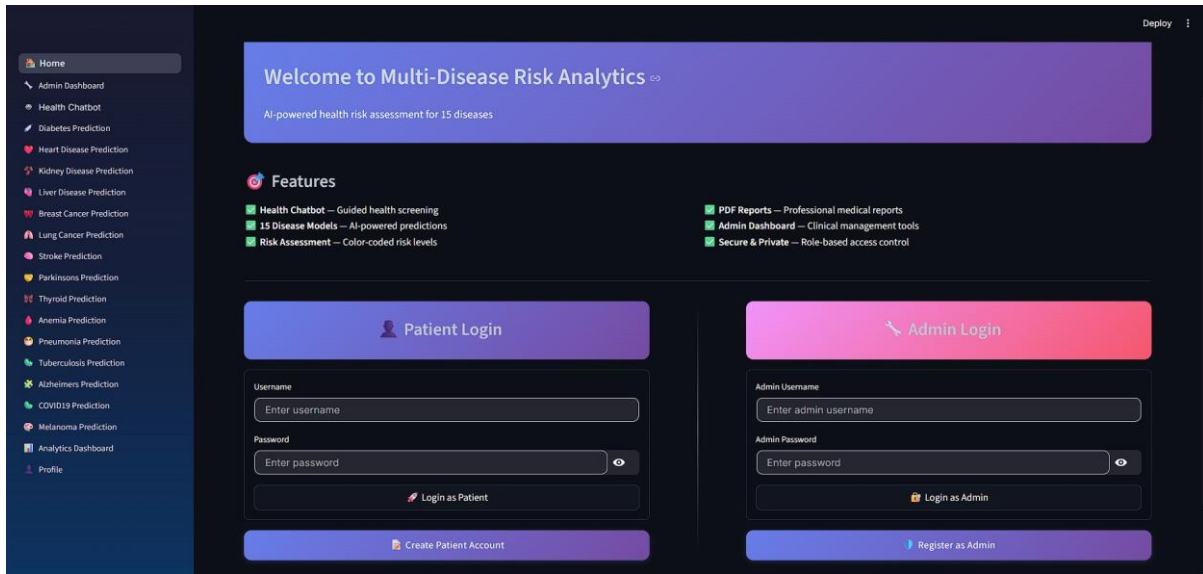 Deploy
Home
Admin Dashboard
Health Chatbot
Diabetes Prediction
Heart Disease Prediction
Kidney Disease Prediction
Liver Disease Prediction
Breast Cancer Prediction
Lung Cancer Prediction
Stroke Prediction
Parkinsons Prediction
Thyroid Prediction
Anemia Prediction
Pneumonia Prediction
Tuberculosis Prediction
Alzheimers Prediction
COVID19 Prediction
Melanoma Prediction
Analytics Dashboard
Profile
Welcome to Multi-Disease Risk Analytics
AI-powered health risk assessment for 15 diseases
Features
Health Chatbot — Guided health screening
15 Disease Models — AI-powered predictions
Risk Assessment — Color-coded risk levels
PDF Reports — Professional medical reports
Admin Dashboard — Clinical management tools
Secure & Private — Role-based access control
Patient Login
Username
Enter username
Password
Enter password
Login as Patient
Create Patient Account
Admin Login
Admin Username
Enter admin username
Admin Password
Enter password
Login as Admin
Register as Admin